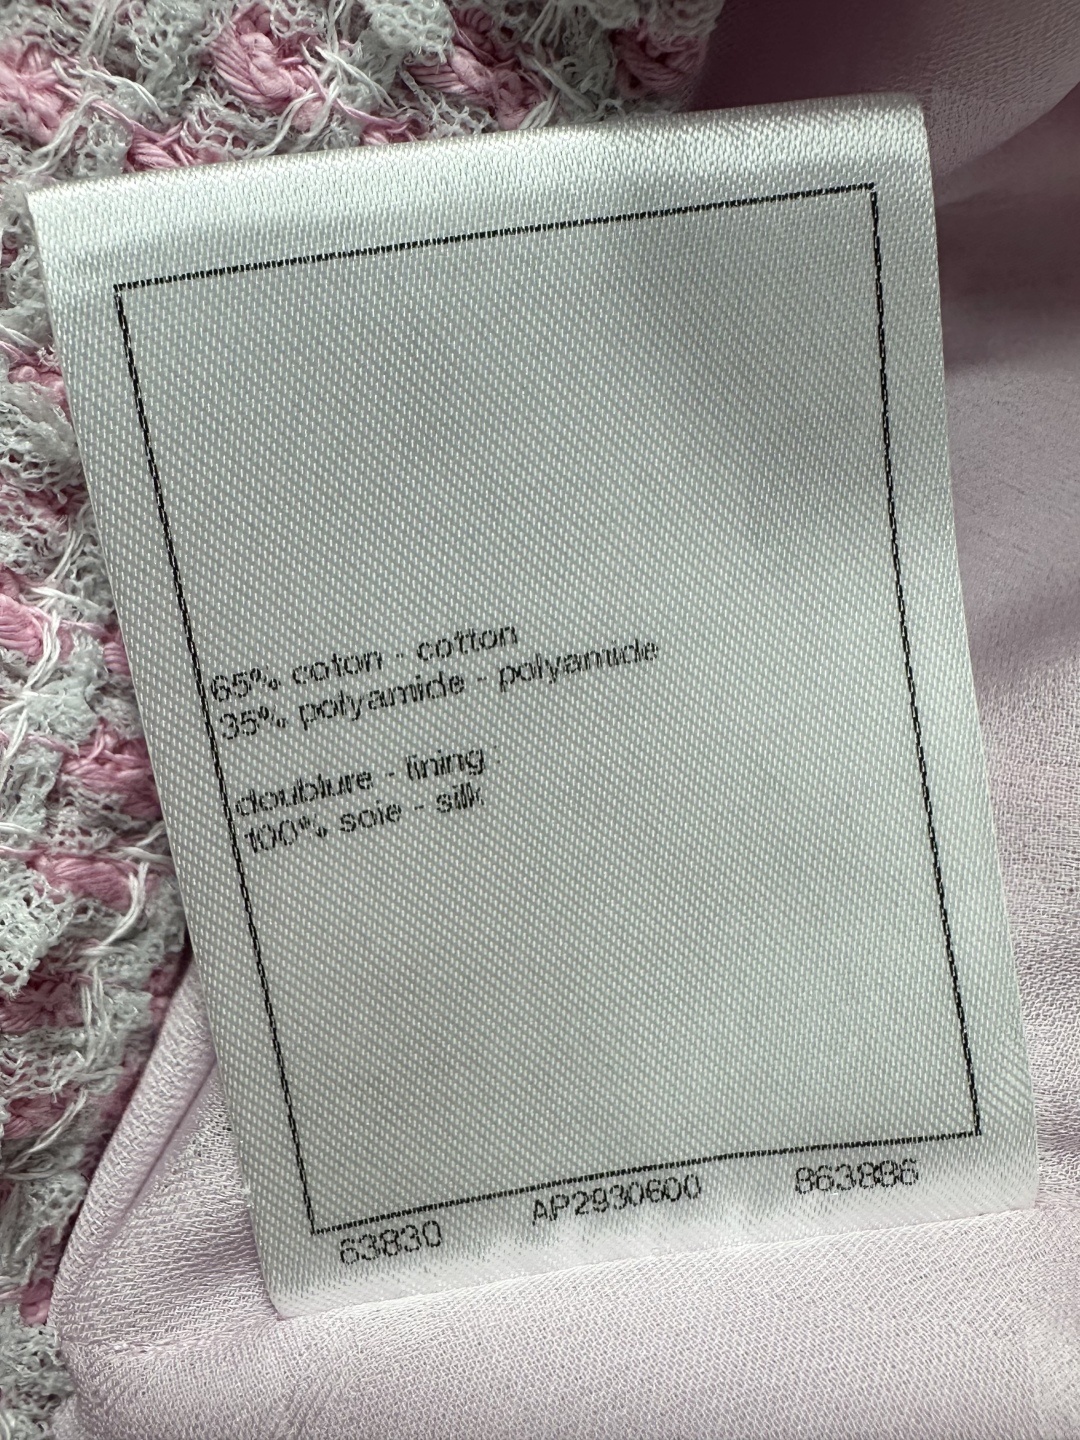 65% coton - cotton
35% polyamide - polyamide
doublure - lining :
100% soie - silk
63830 AP2930600 863886